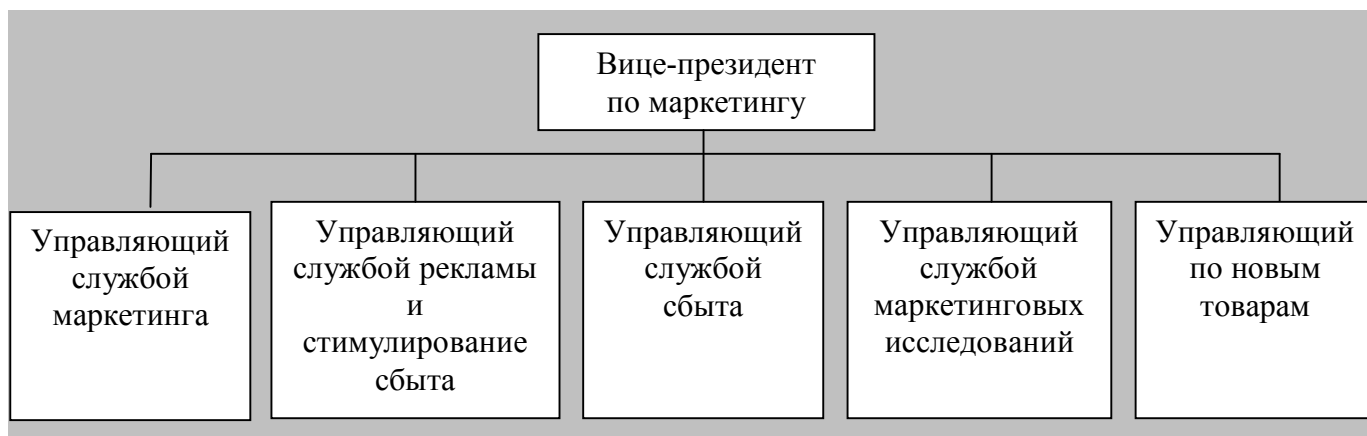 Вице-президент
по маркетингу
Управляющий
службой
маркетинга
Управляющий
службой рекламы
и
стимулирование
сбыта
Управляющий
службой
сбыта
Управляющий
службой
маркетинговых
исследований
Управляющий
по новым
товарам